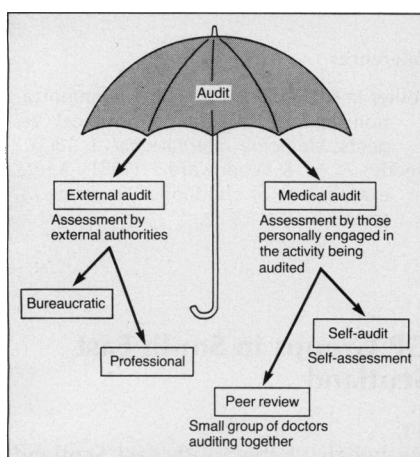 Audit
External audit
Assessment by
external authorities
Medical audit
Assessment by those
personally engaged in
the activity being
audited
Bureaucratic
Professional
Self-audit
Self-assessment
Peer review
Small group of doctors
auditing together